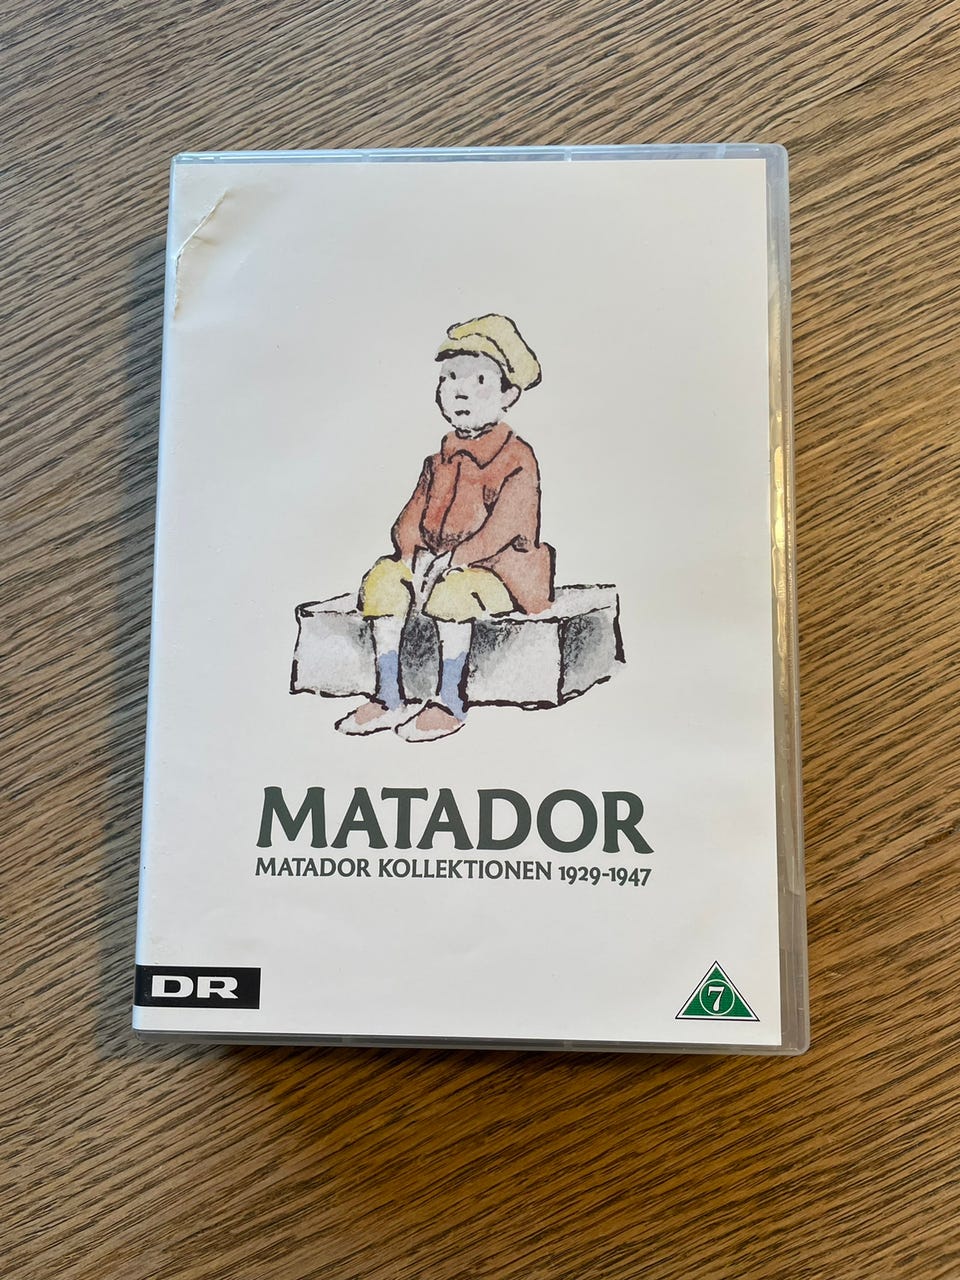 MATADOR
MATADOR KOLLEKTIONEN 1929-1947
DR
7